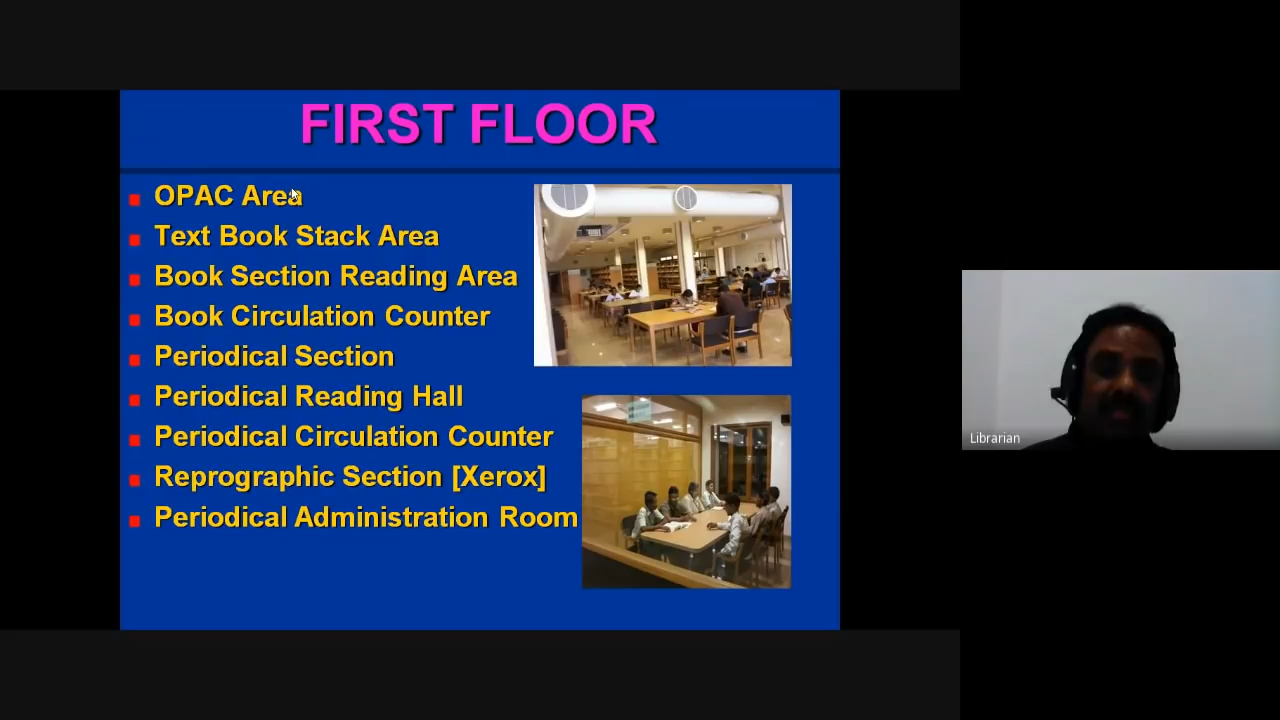 FIRST FLOOR
OPAC Area
Text Book Stack Area
Book Section Reading Area
Book Circulation Counter
Periodical Section
Periodical Reading Hall
Periodical Circulation Counter
Reprographic Section [Xerox]
Periodical Administration Room
Librarian